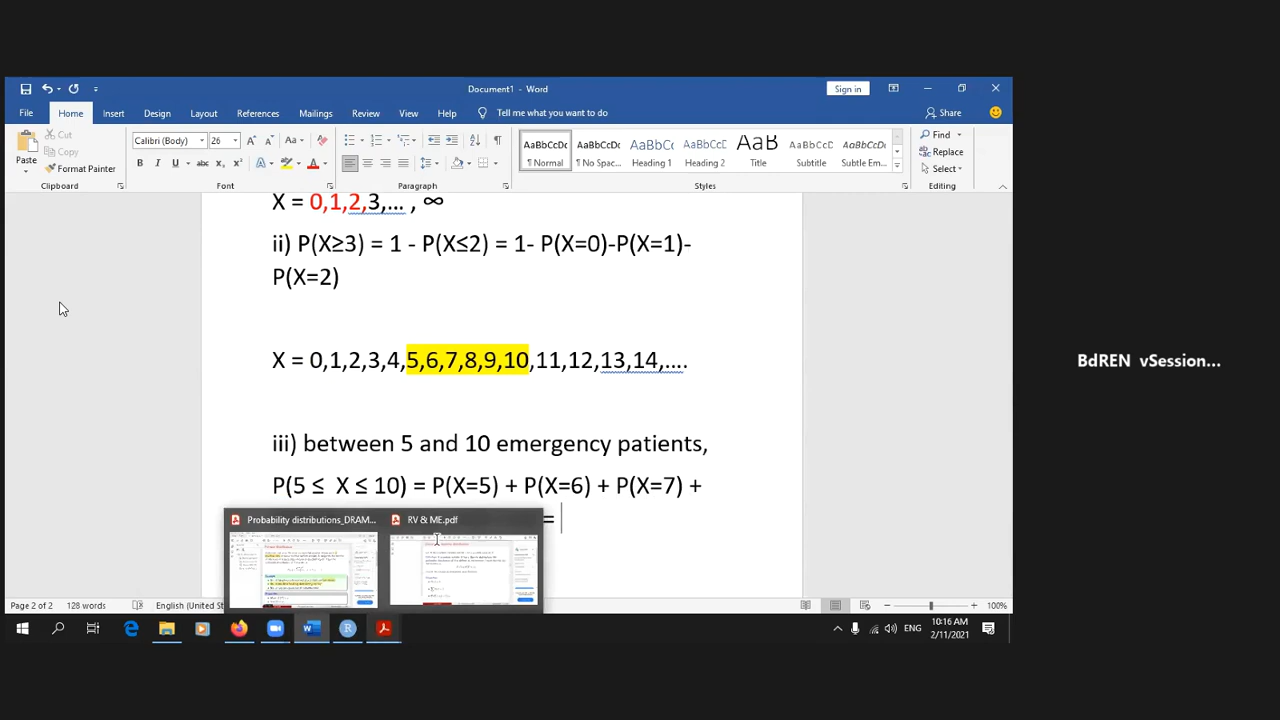 Document1 - Word
Sign in
File Home Insert Design Layout References Mailings Review View Help Tell me what you want to do Share
Paste
Cut
Copy
Format Painter
Calibri (Body) 26
AaBbCcDc AaBbCcDc AaBbCc AaBbCcD AaB AaBbCcD AaBbCcDc
¶ Normal ¶ No Spac... Heading 1 Heading 2 Title Subtitle Subtle Em...
Find
Replace
Select
Clipboard Font Paragraph Styles Editing
X = 0,1,2,3,... , ∞
ii) P(X≥3) = 1 - P(X≤2) = 1- P(X=0)-P(X=1)-
P(X=2)
X = 0,1,2,3,4,5,6,7,8,9,10,11,12,13,14,....
BdREN vSession...
iii) between 5 and 10 emergency patients,
P(5 ≤ X ≤ 10) = P(X=5) + P(X=6) + P(X=7) +
=
Probability distributions_DRAM... RV & ME.pdf
Page 2 of 2 128 words English (United St 100%
ENG 10:16 AM
2/11/2021